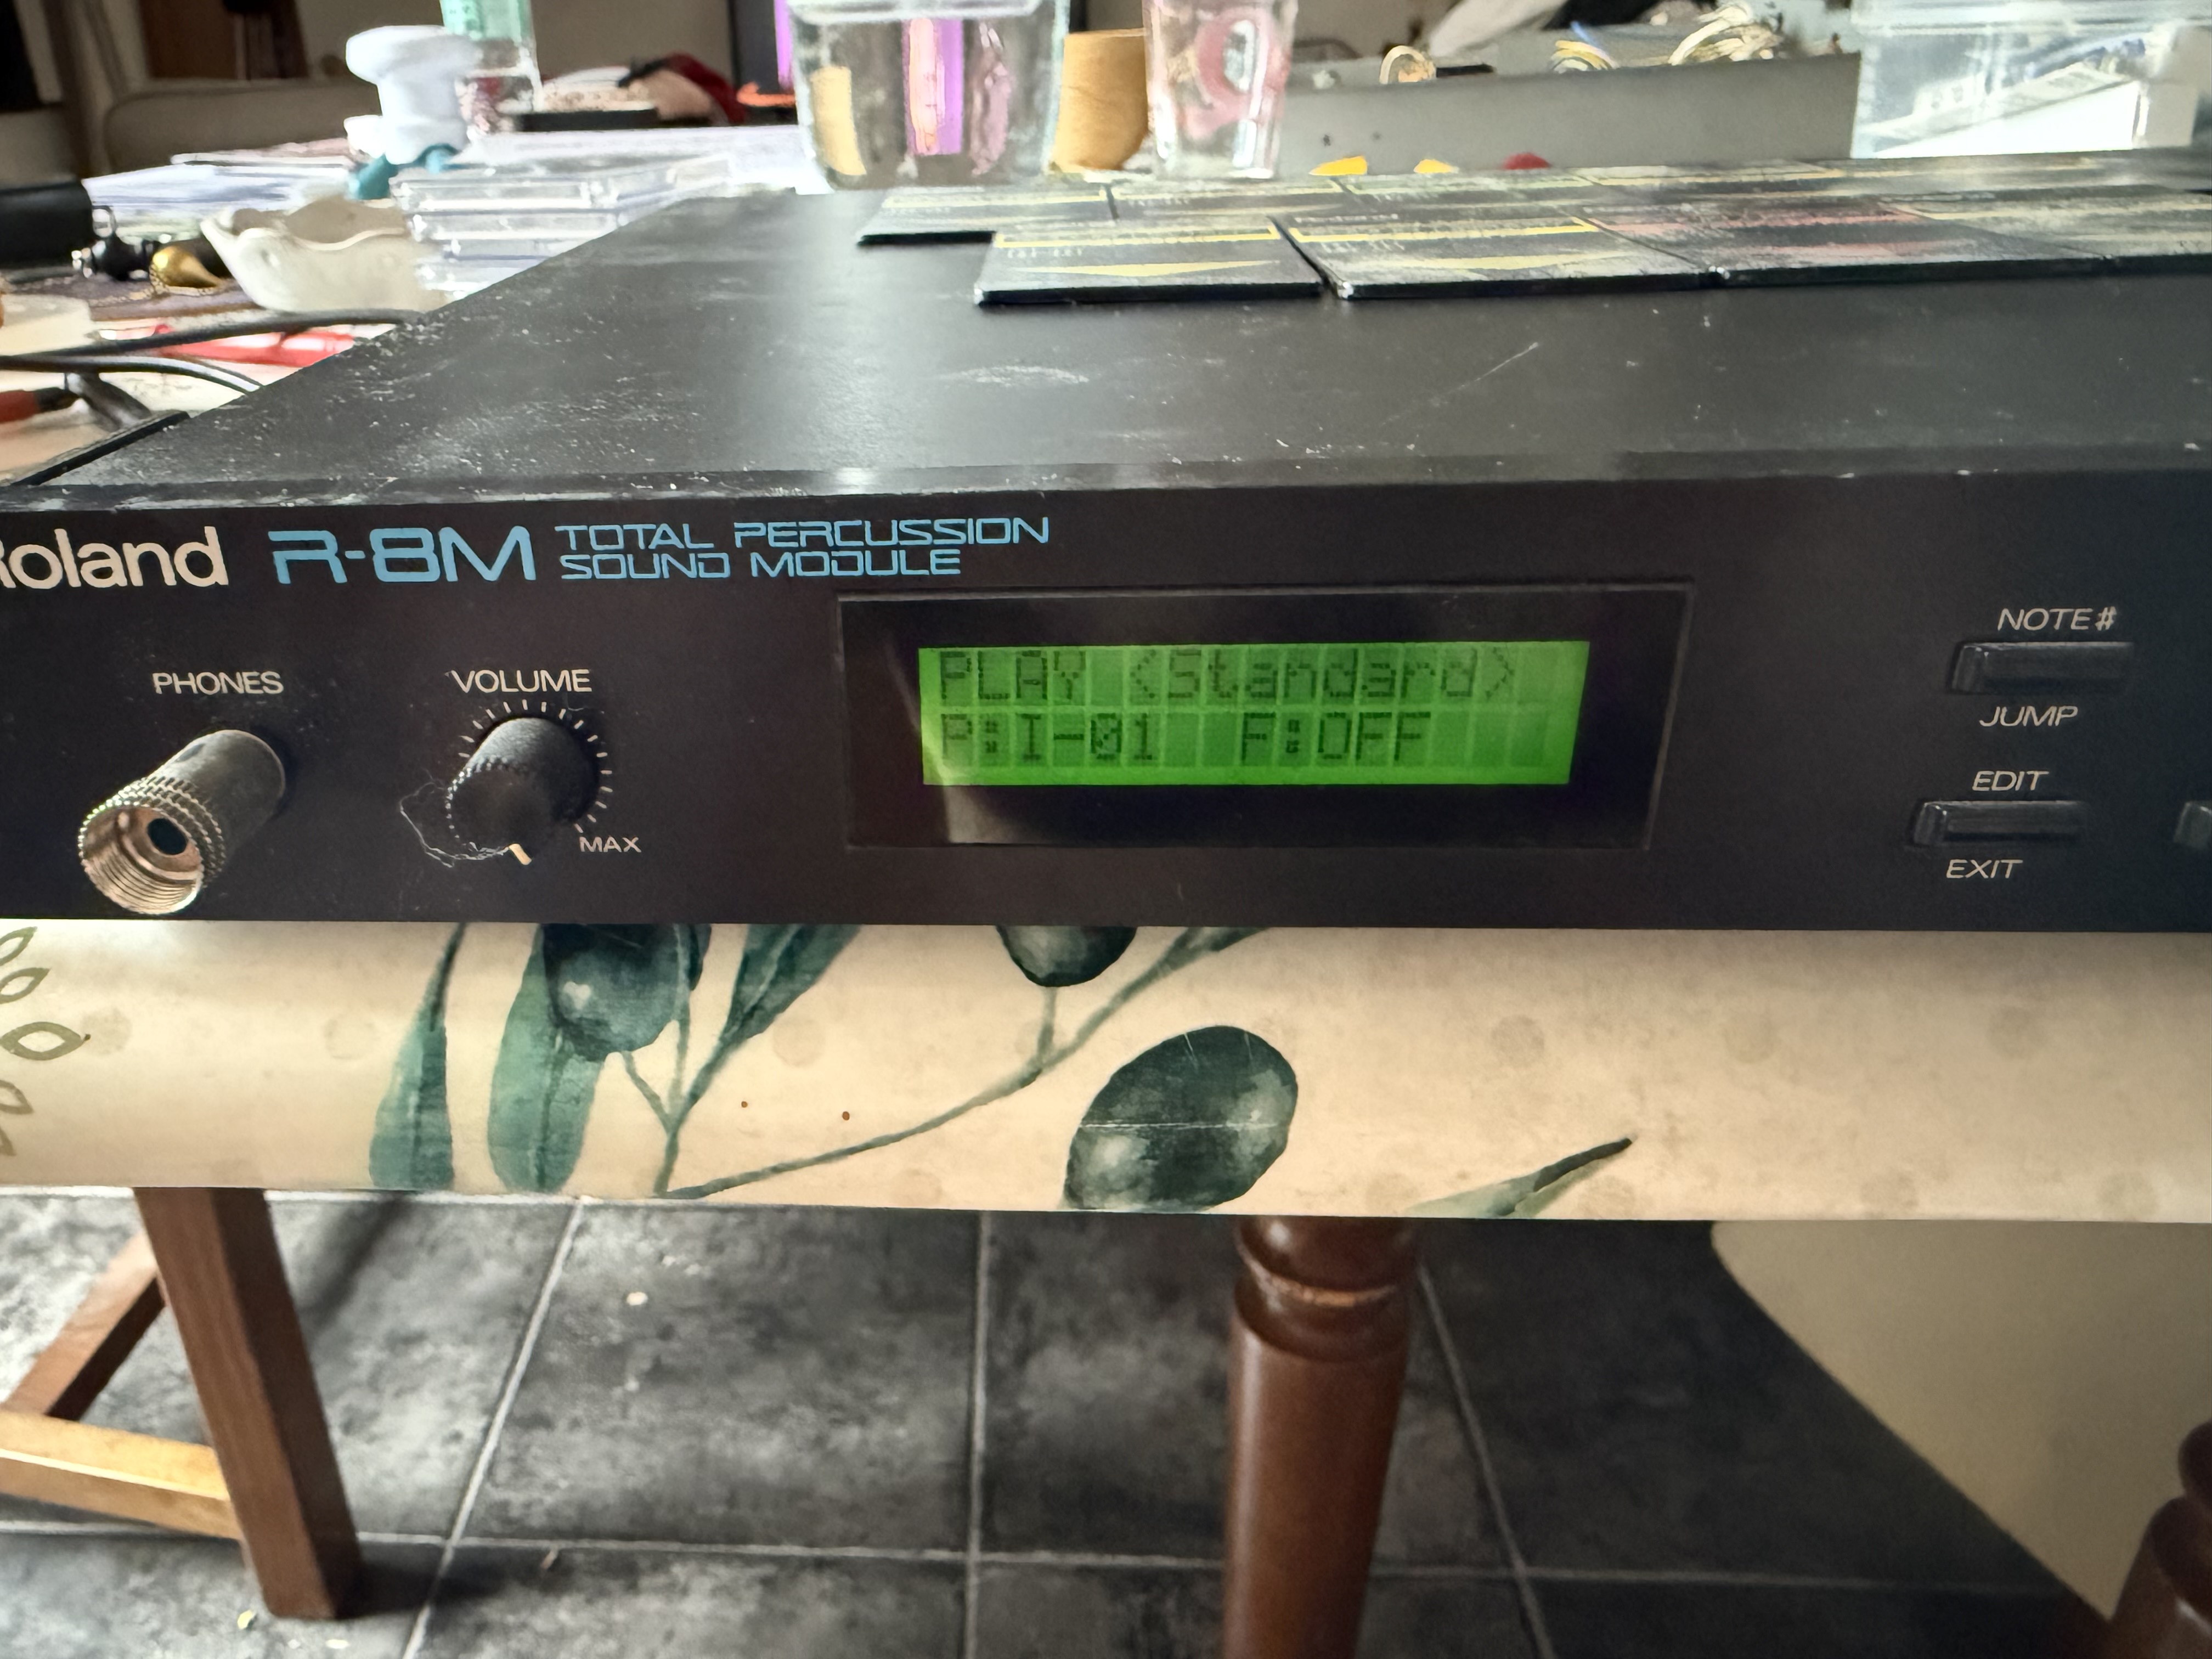 Roland R-8M TOTAL PERCUSSION
SOUND MODULE
PHONES
VOLUME
MAX
PLAY <Standard>
P:I-01 F:OFF
NOTE#
JUMP
EDIT
EXIT